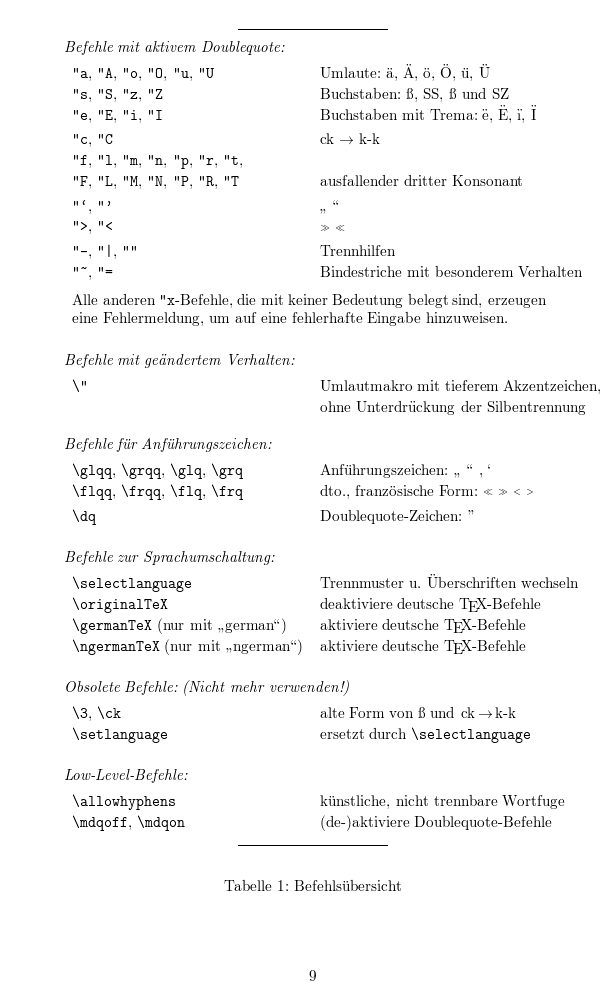 Befehle mit aktivem Doublequote:
"a, "A, "o, "O, "u, "U Umlaute: ä, Ä, ö, Ö, ü, Ü
"s, "S, "z, "Z Buchstaben: ß, SS, ß und SZ
"e, "E, "i, "I Buchstaben mit Trema: ë, Ë, ï, Ï
"c, "C ck → k-k
"f, "l, "m, "n, "p, "r, "t,
"F, "L, "M, "N, "P, "R, "T ausfallender dritter Konsonant
"`, "' „ “
">, "< » «
"-, "|, "" Trennhilfen
"~, "= Bindestriche mit besonderem Verhalten
Alle anderen "x-Befehle, die mit keiner Bedeutung belegt sind, erzeugen
eine Fehlermeldung, um auf eine fehlerhafte Eingabe hinzuweisen.
Befehle mit geändertem Verhalten:
\" Umlautmakro mit tieferem Akzentzeichen,
ohne Unterdrückung der Silbentrennung
Befehle für Anführungszeichen:
\glqq, \grqq, \glq, \grq Anführungszeichen: „ “ ‚ ‘
\flqq, \frqq, \flq, \frq dto., französische Form: « » ‹ ›
\dq Doublequote-Zeichen: ”
Befehle zur Sprachumschaltung:
\selectlanguage Trennmuster u. Überschriften wechseln
\originalTeX deaktiviere deutsche TEX-Befehle
\germanTeX (nur mit „german“) aktiviere deutsche TEX-Befehle
\ngermanTeX (nur mit „ngerman“) aktiviere deutsche TEX-Befehle
Obsolete Befehle: (Nicht mehr verwenden!)
\3, \ck alte Form von ß und ck→k-k
\setlanguage ersetzt durch \selectlanguage
Low-Level-Befehle:
\allowhyphens künstliche, nicht trennbare Wortfuge
\mdqoff, \mdqon (de-)aktiviere Doublequote-Befehle
Tabelle 1: Befehlsübersicht
9